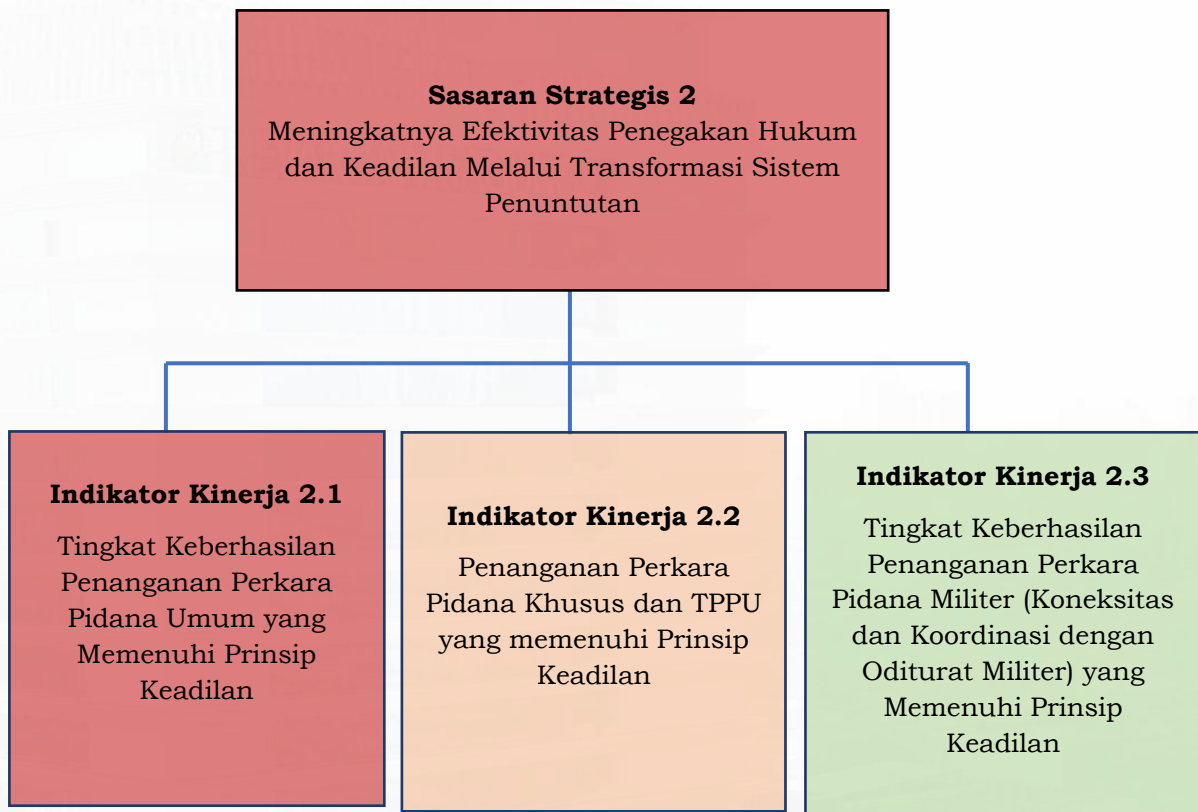 Sasaran Strategis 2
Meningkatnya Efektivitas Penegakan Hukum
dan Keadilan Melalui Transformasi Sistem
Penuntutan
Indikator Kinerja 2.1
Tingkat Keberhasilan
Penanganan Perkara
Pidana Umum yang
Memenuhi Prinsip
Keadilan
Indikator Kinerja 2.2
Penanganan Perkara
Pidana Khusus dan TPPU
yang memenuhi Prinsip
Keadilan
Indikator Kinerja 2.3
Tingkat Keberhasilan
Penanganan Perkara
Pidana Militer (Koneksitas
dan Koordinasi dengan
Oditurat Militer) yang
Memenuhi Prinsip
Keadilan